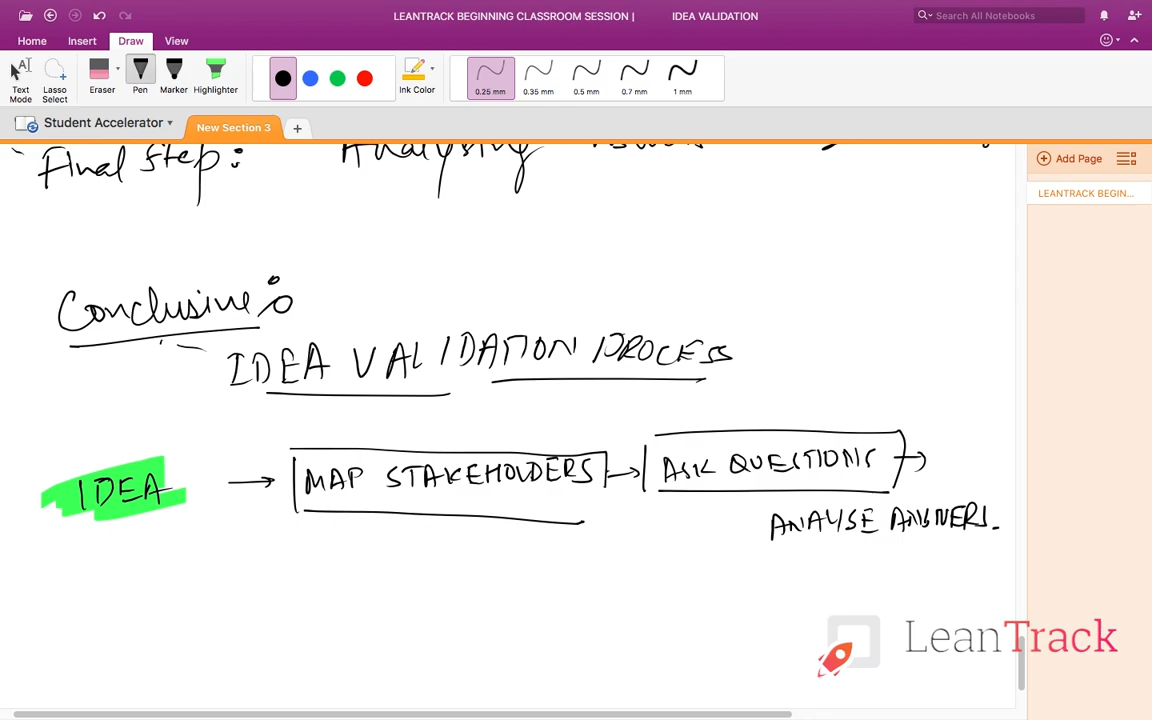 LEANTRACK BEGINNING CLASSROOM SESSION | IDEA VALIDATION
Search All Notebooks
Home Insert Draw View
Text Mode
Lasso Select
Eraser
Pen
Marker
Highlighter
Ink Color
0.25 mm 0.35 mm 0.5 mm 0.7 mm 1 mm
Student Accelerator
New Section 3
+
Add Page
LEANTRACK BEGIN...
Final Step: Analysing
Conclusive:
IDEA VALIDATION PROCESS
IDEA → MAP STAKEHOLDERS → ASK QUESTIONS →
ANALYSE ANSWERS.
LeanTrack